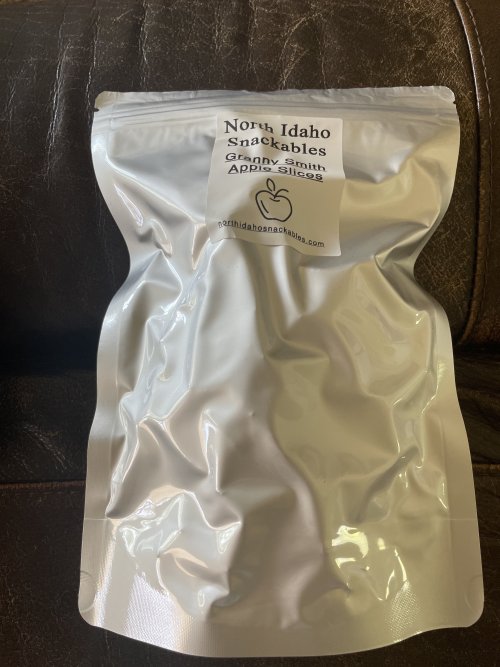 North Idaho
Snackables
Granny Smith
Apple Slices
northidahosnackables.com